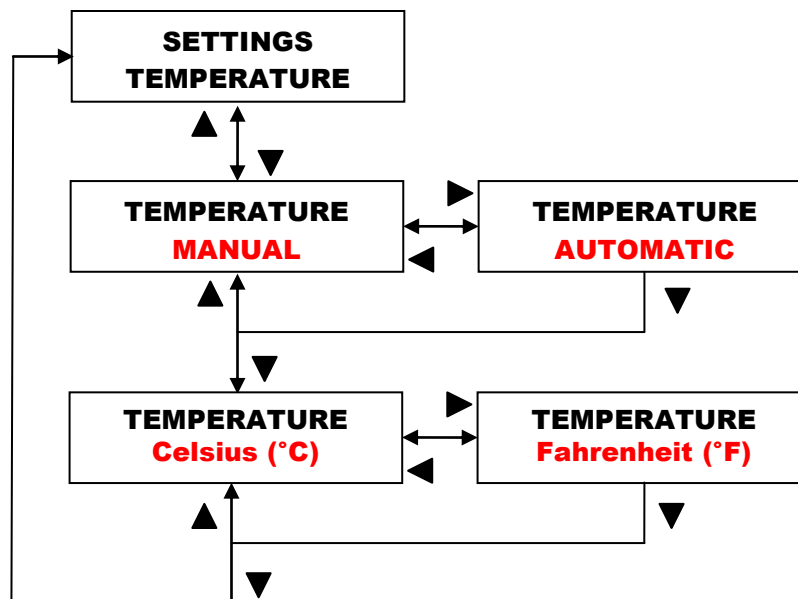 SETTINGS
TEMPERATURE
TEMPERATURE
MANUAL
TEMPERATURE
AUTOMATIC
TEMPERATURE
Celsius (°C)
TEMPERATURE
Fahrenheit (°F)